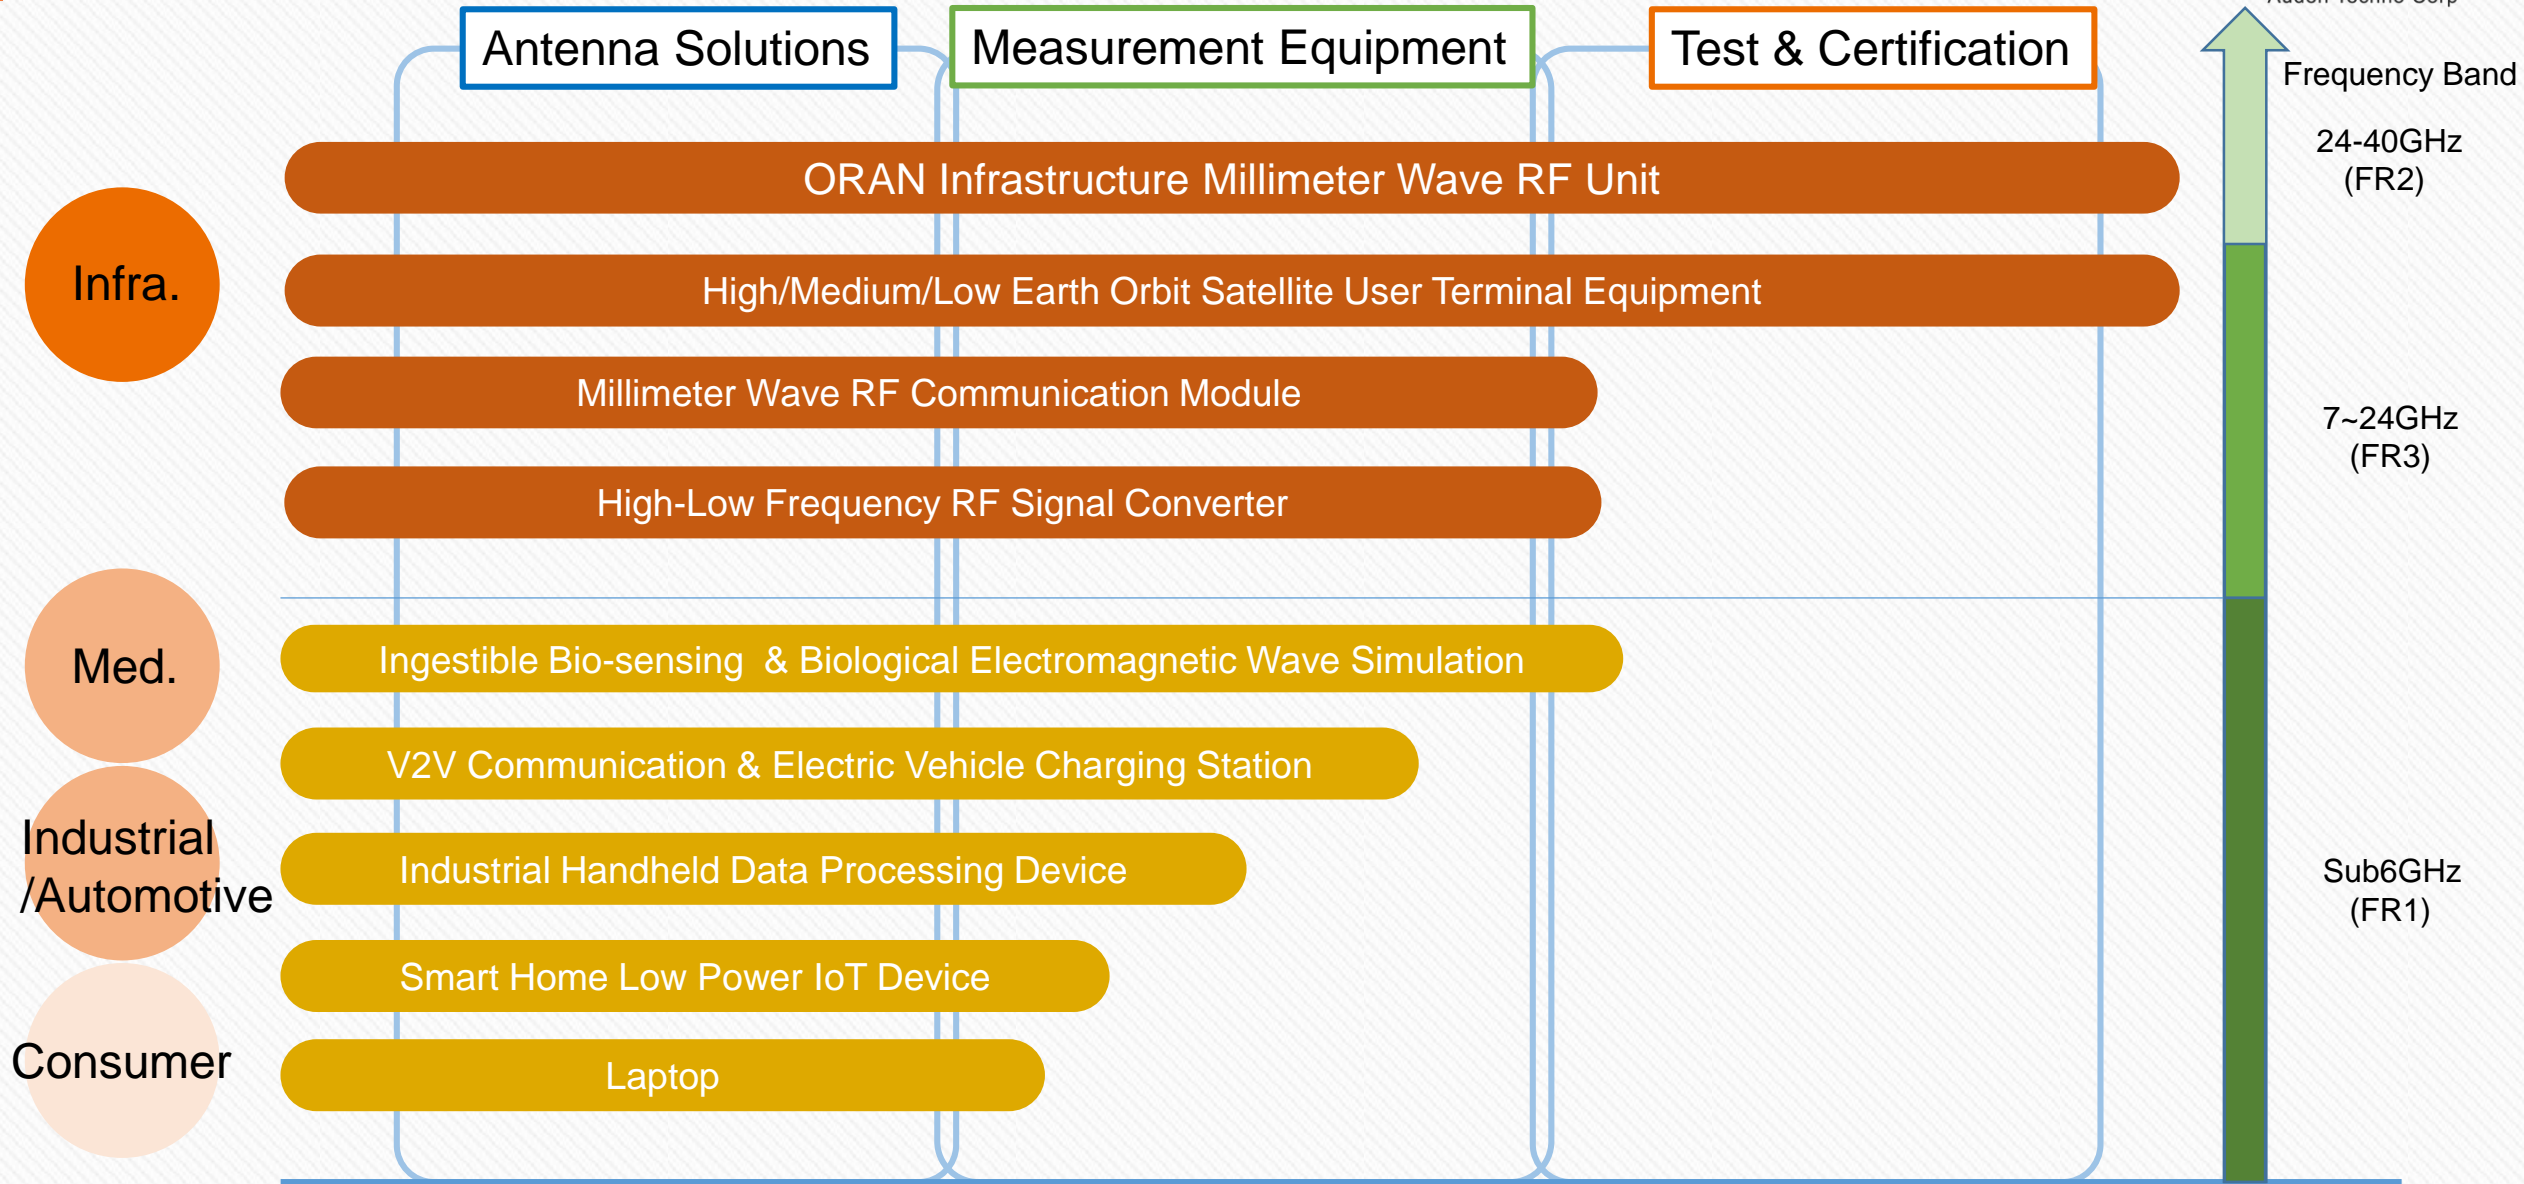 Antenna Solutions
Measurement Equipment
Test & Certification
Frequency Band
24-40GHz
(FR2)
ORAN Infrastructure Millimeter Wave RF Unit
Infra.
High/Medium/Low Earth Orbit Satellite User Terminal Equipment
Millimeter Wave RF Communication Module
7~24GHz
(FR3)
High-Low Frequency RF Signal Converter
Med.
Ingestible Bio-sensing & Biological Electromagnetic Wave Simulation
V2V Communication & Electric Vehicle Charging Station
Industrial
/Automotive
Industrial Handheld Data Processing Device
Sub6GHz
(FR1)
Smart Home Low Power IoT Device
Consumer
Laptop